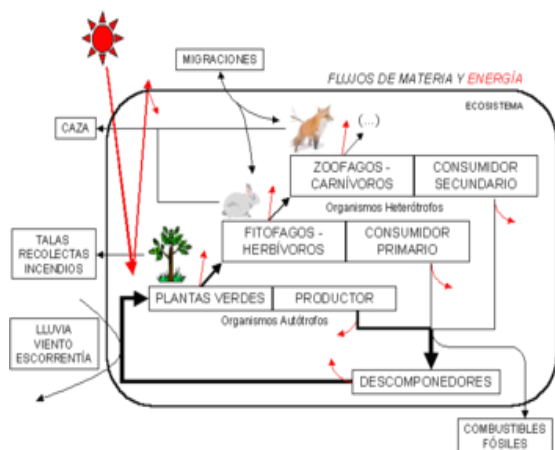 MIGRACIONES
FLUJOS DE MATERIA Y ENERGÍA
ECOSISTEMA
CAZA
(...)
ZOOFAGOS -
CARNÍVOROS
CONSUMIDOR
SECUNDARIO
Organismos Heterótrofos
FITOFAGOS -
HERBÍVOROS
CONSUMIDOR
PRIMARIO
TALAS
RECOLECTAS
INCENDIOS
PLANTAS VERDES
PRODUCTOR
Organismos Autótrofos
LLUVIA
VIENTO
ESCORRENTÍA
DESCOMPONEDORES
COMBUSTIBLES
FÓSILES